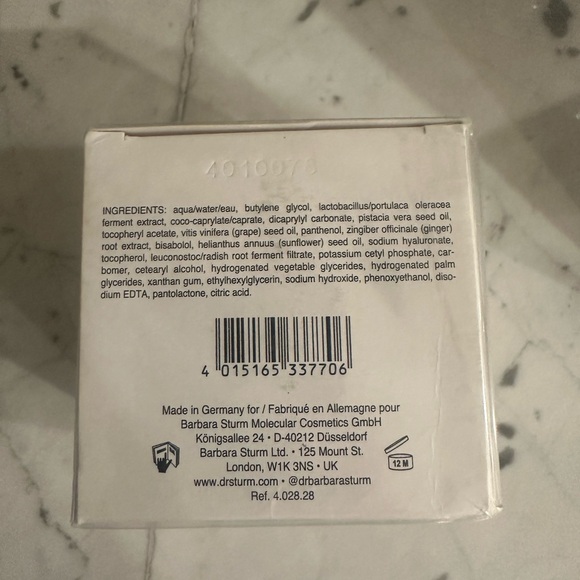 4010078
INGREDIENTS: aqua/water/eau, butylene glycol, lactobacillus/portulaca oleracea
ferment extract, coco-caprylate/caprate, dicaprylyl carbonate, pistacia vera seed oil,
tocopheryl acetate, vitis vinifera (grape) seed oil, panthenol, zingiber officinale (ginger)
root extract, bisabolol, helianthus annuus (sunflower) seed oil, sodium hyaluronate,
tocopherol, leuconostoc/radish root ferment filtrate, potassium cetyl phosphate, car-
bomer, cetearyl alcohol, hydrogenated vegetable glycerides, hydrogenated palm
glycerides, xanthan gum, ethylhexylglycerin, sodium hydroxide, phenoxyethanol, diso-
dium EDTA, pantolactone, citric acid.
4 015165 337706
Made in Germany for / Fabriqué en Allemagne pour
Barbara Sturm Molecular Cosmetics GmbH
Königsallee 24 • D-40212 Düsseldorf
Barbara Sturm Ltd. • 125 Mount St.
London, W1K 3NS • UK
www.drsturm.com • @drbarbarasturm
Ref. 4.028.28
12 M